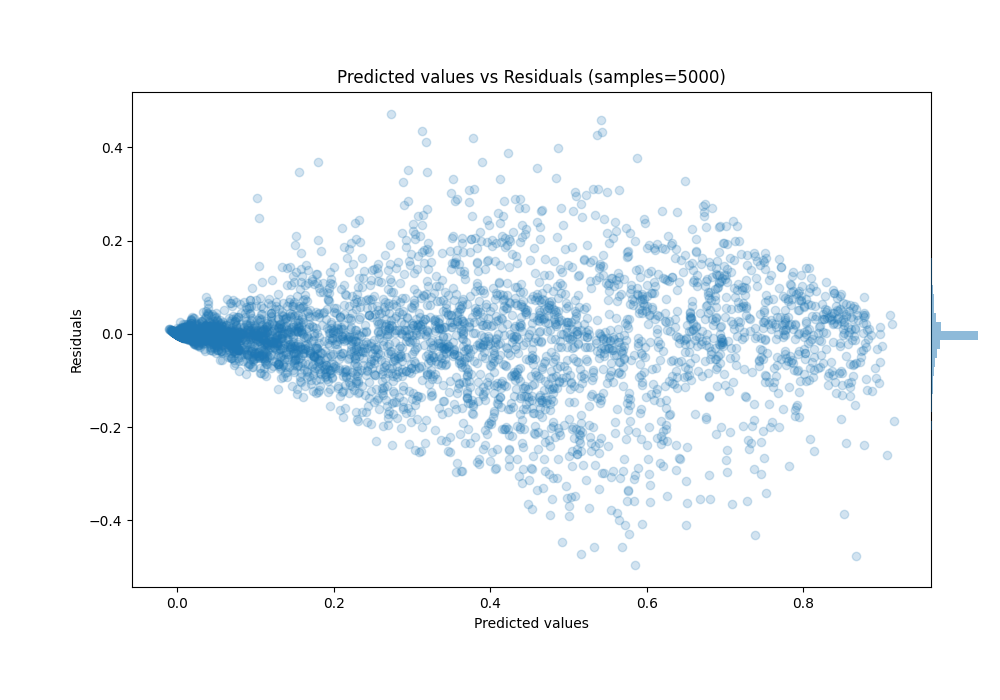 Predicted values vs Residuals (samples=5000)
0.4
0.2
0.0
−0.2
−0.4
Residuals
0.0 0.2 0.4 0.6 0.8
Predicted values